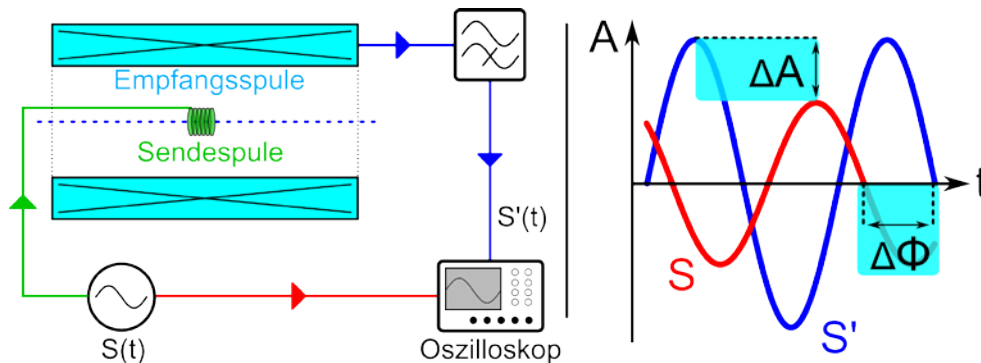 Empfangsspule
Sendespule
S'(t)
S(t)
Oszilloskop
A
ΔA
t
ΔΦ
S
S'